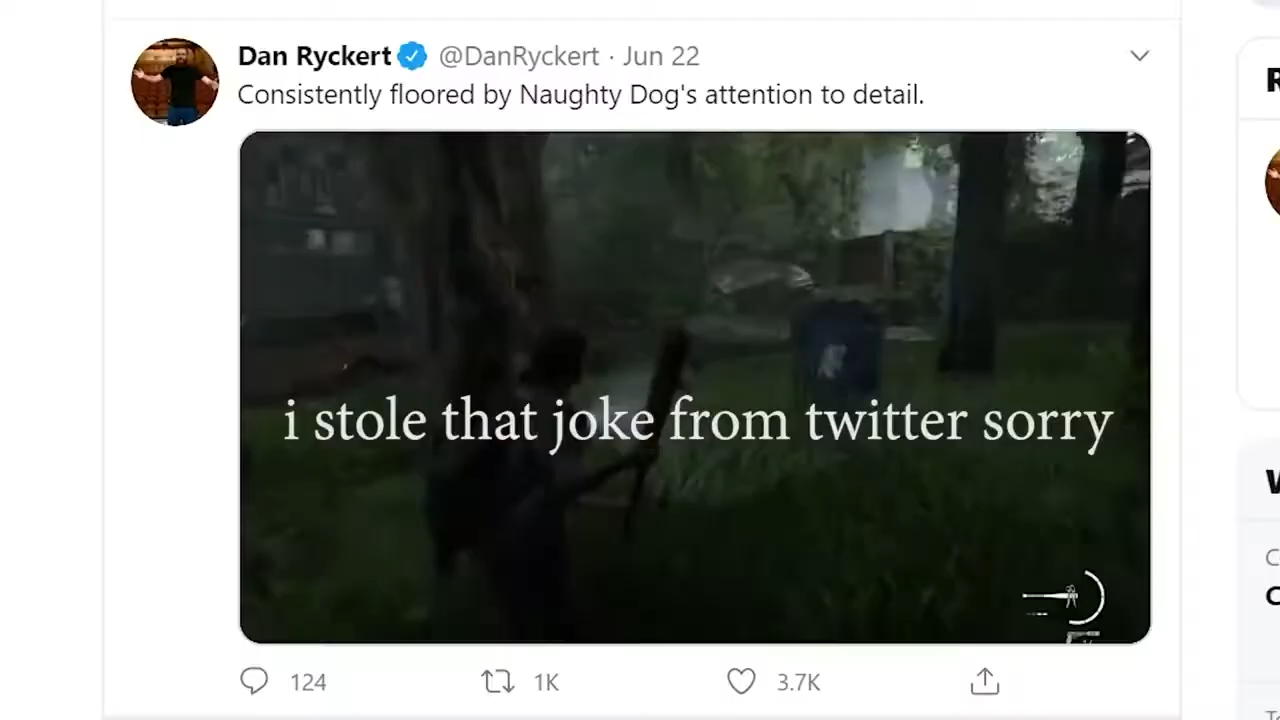 Dan Ryckert @DanRyckert · Jun 22
Consistently floored by Naughty Dog's attention to detail.
i stole that joke from twitter sorry
124 1K 3.7K